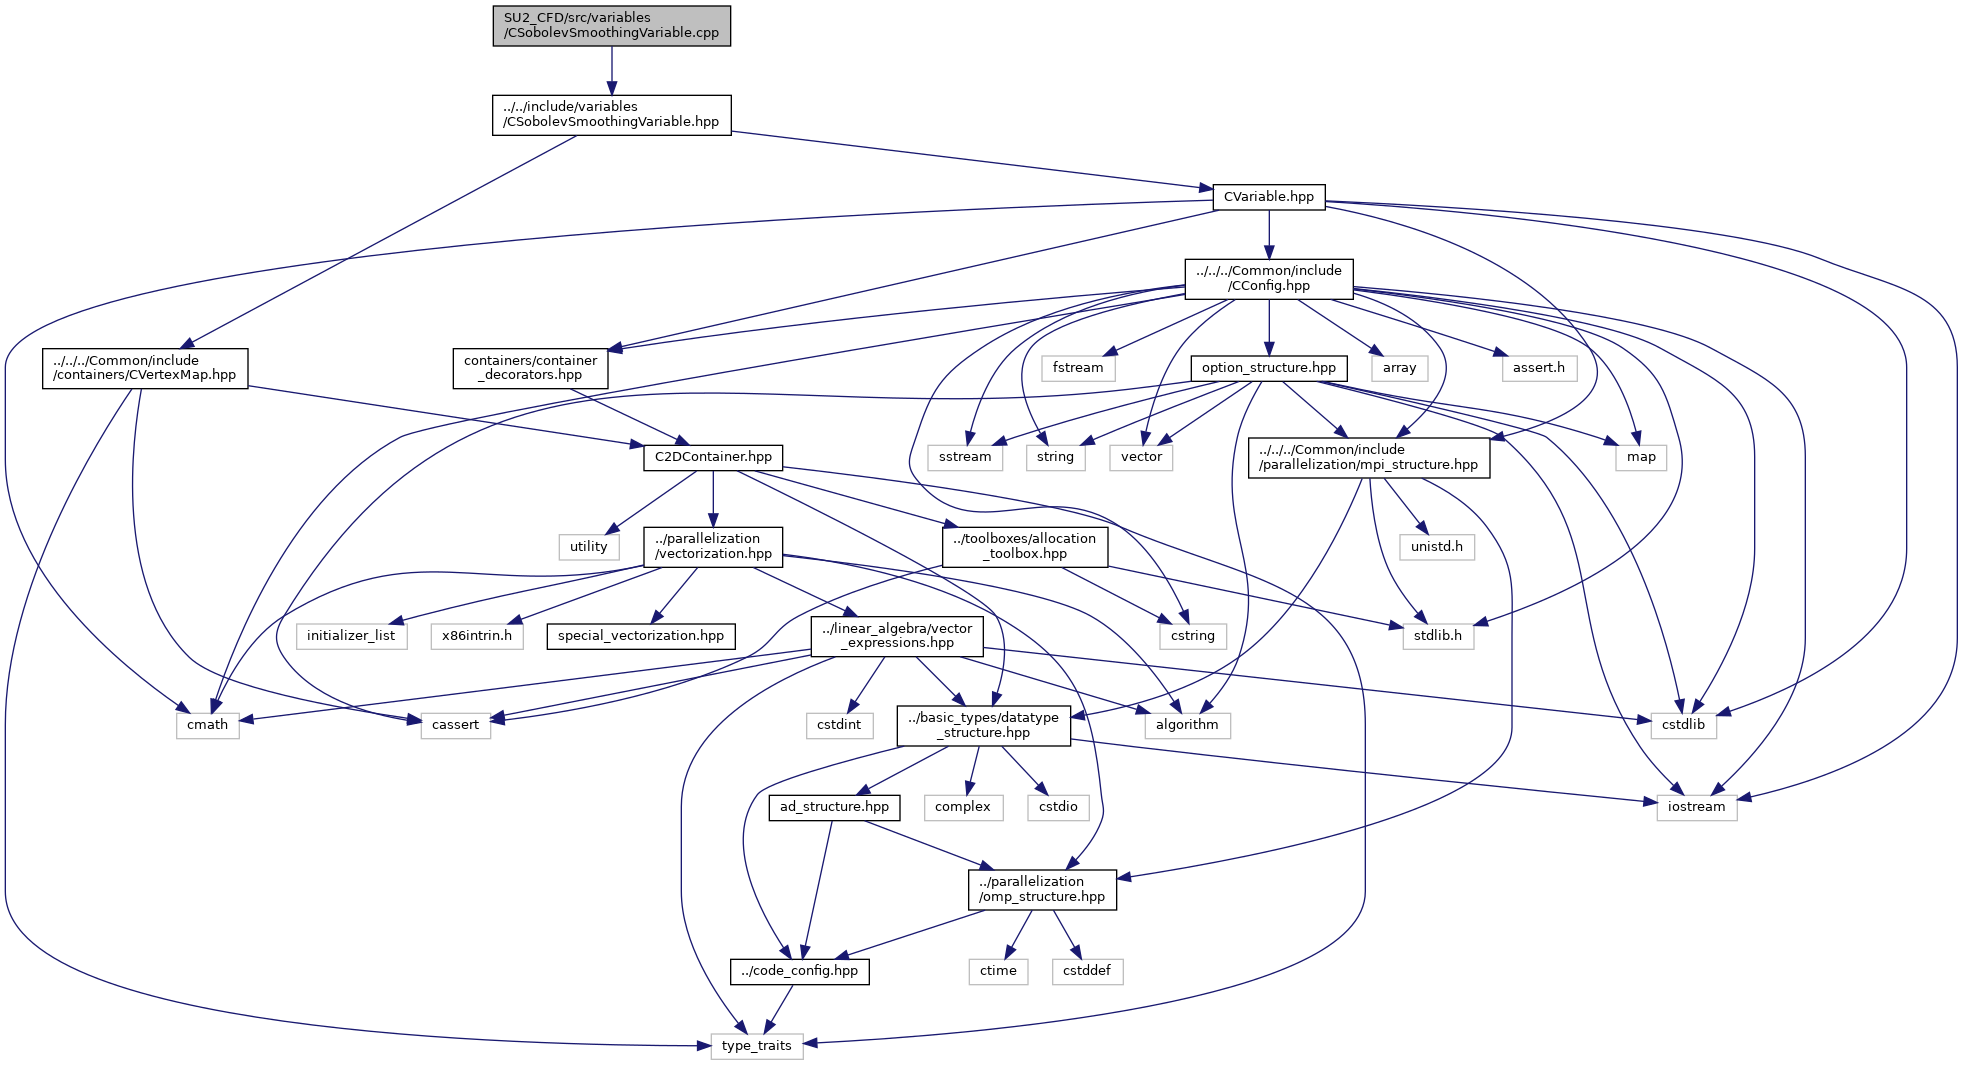 SU2_CFD/src/variables
/CSobolevSmoothingVariable.cpp
../../include/variables
/CSobolevSmoothingVariable.hpp
CVariable.hpp
../../../Common/include
/CConfig.hpp
../../../Common/include
/containers/CVertexMap.hpp
containers/container
_decorators.hpp
fstream
option_structure.hpp
array
assert.h
C2DContainer.hpp
sstream
string
vector
../../../Common/include
/parallelization/mpi_structure.hpp
map
utility
../parallelization
/vectorization.hpp
../toolboxes/allocation
_toolbox.hpp
unistd.h
initializer_list
x86intrin.h
special_vectorization.hpp
../linear_algebra/vector
_expressions.hpp
cstring
stdlib.h
cmath
cassert
cstdint
../basic_types/datatype
_structure.hpp
algorithm
cstdlib
ad_structure.hpp
complex
cstdio
iostream
../parallelization
/omp_structure.hpp
../code_config.hpp
ctime
cstddef
type_traits